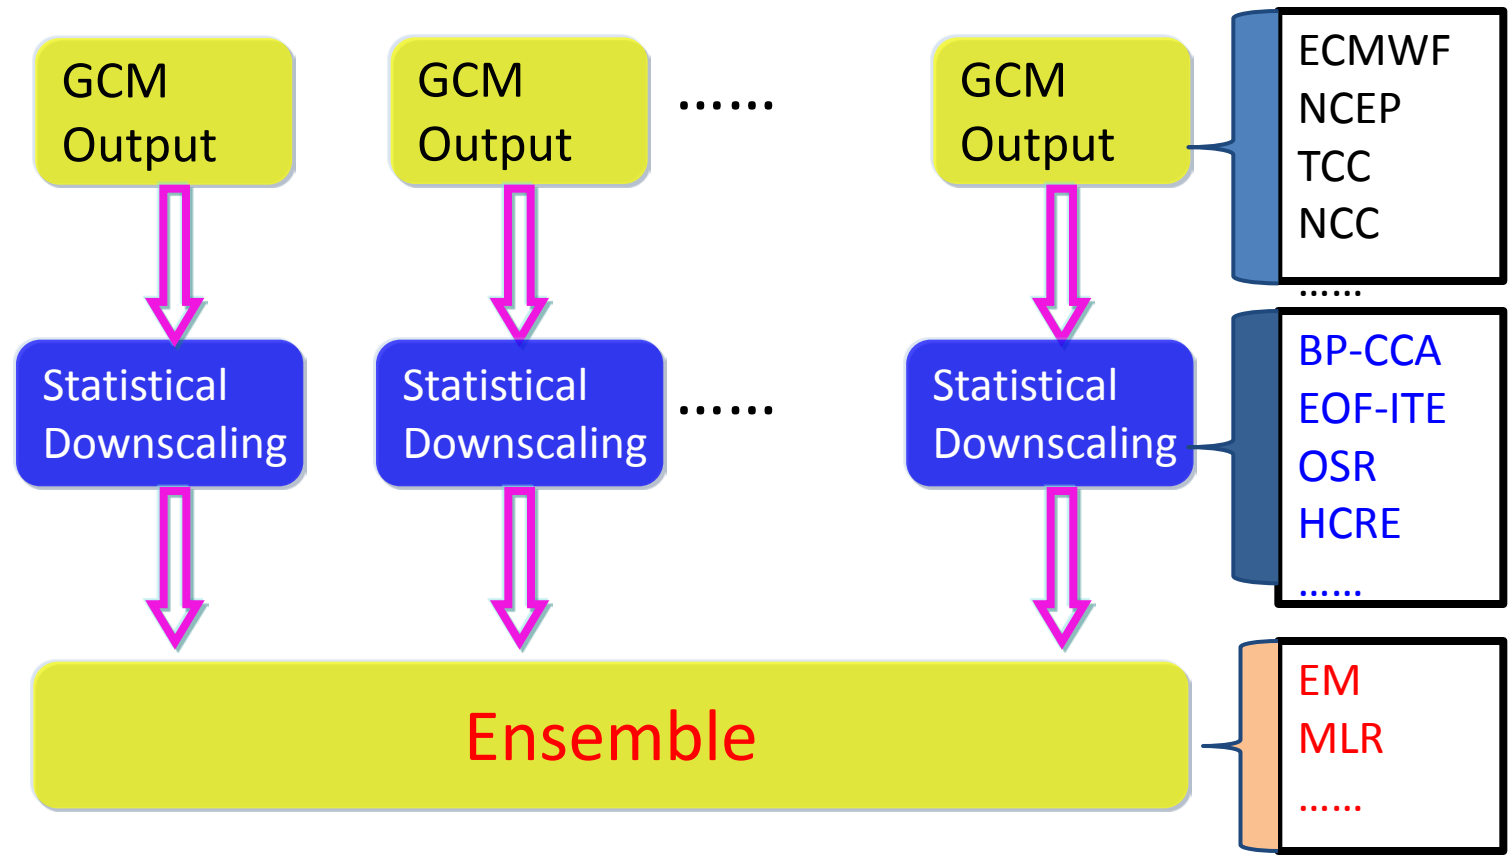 GCM
Output
GCM
Output
......
GCM
Output
ECMWF
NCEP
TCC
NCC
......
Statistical
Downscaling
Statistical
Downscaling
......
Statistical
Downscaling
BP-CCA
EOF-ITE
OSR
HCRE
......
Ensemble
EM
MLR
......